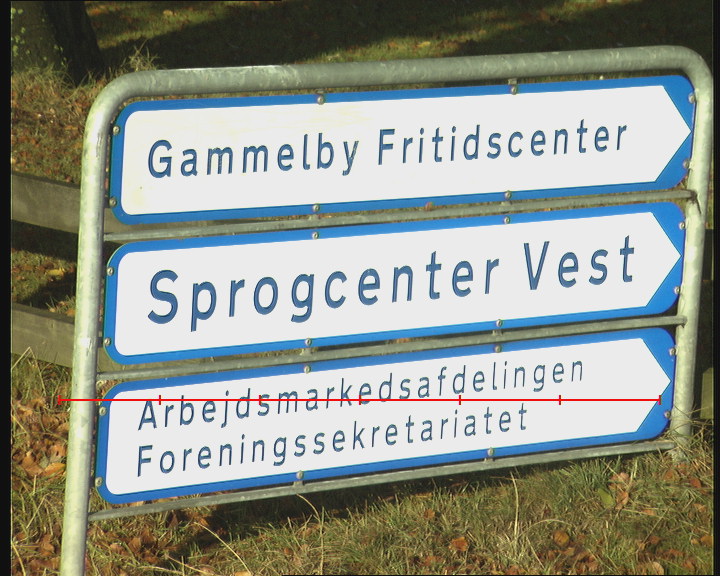 Gammelby Fritidscenter
Sprogcenter Vest
Arbejdsmarkedsafdelingen
Foreningssekretariatet